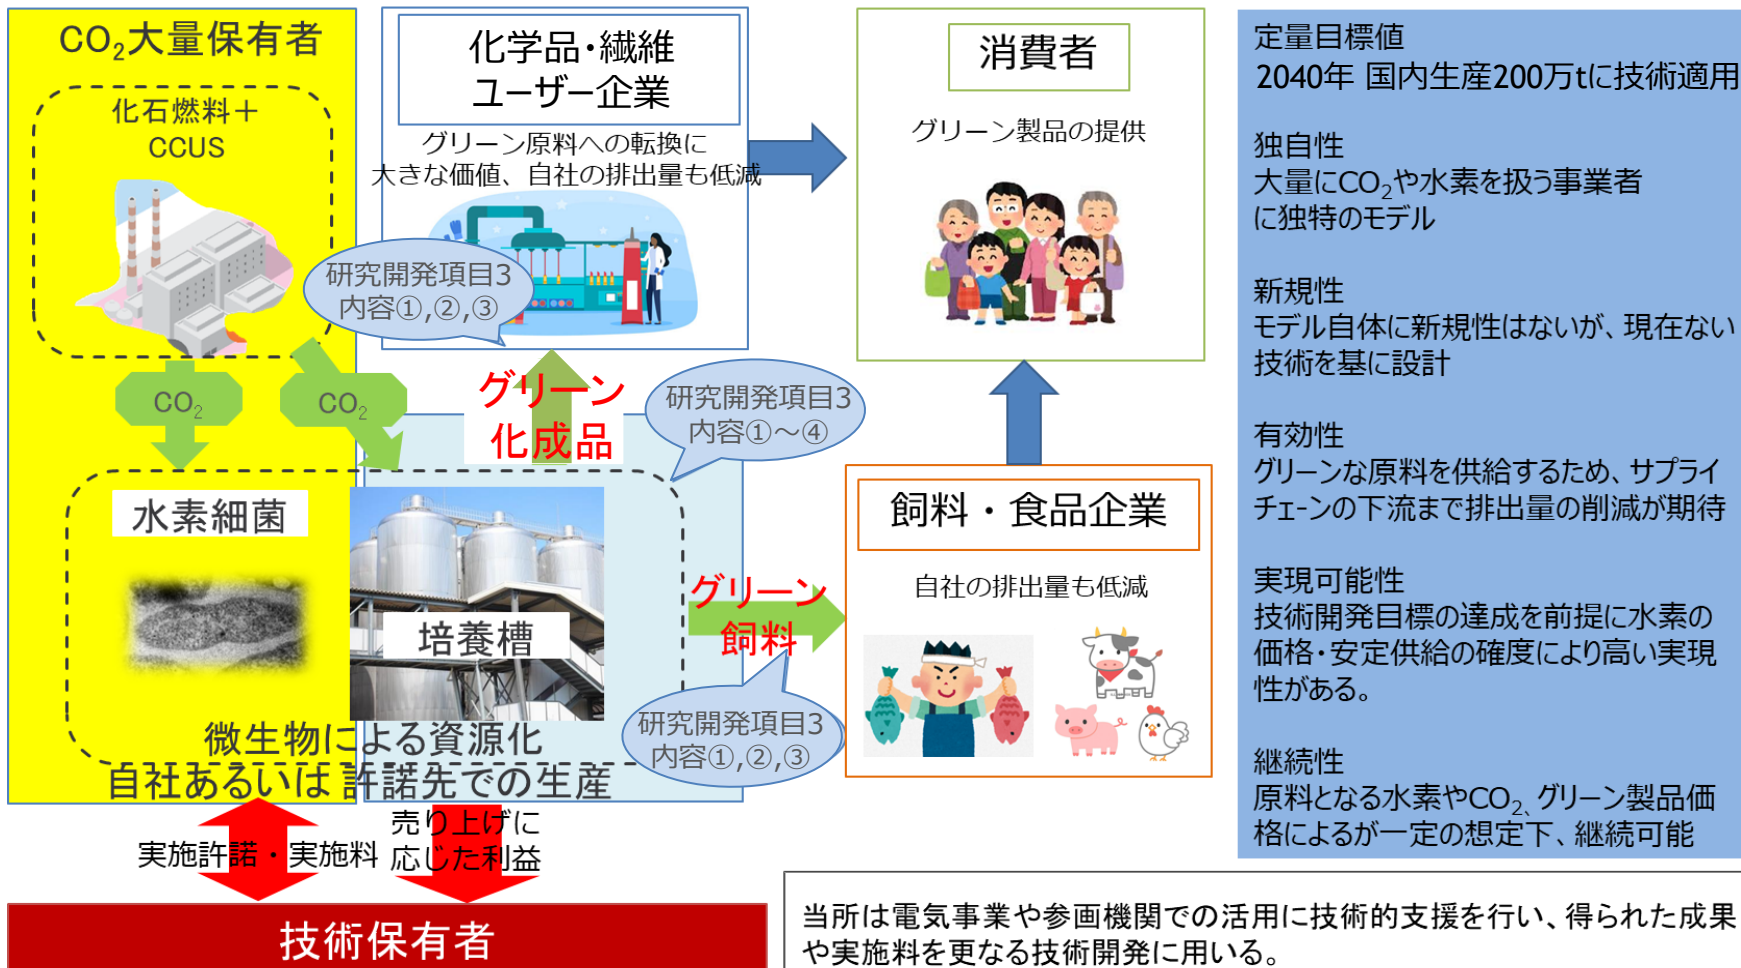 CO₂大量保有者
化石燃料＋
CCUS
CO₂
CO₂
水素細菌
培養槽
微生物による資源化
自社あるいは 許諾先での生産
化学品・繊維
ユーザー企業
グリーン原料への転換に
大きな価値、自社の排出量も低減
研究開発項目3
内容①,②,③
グリーン
化成品
研究開発項目3
内容①～④
グリーン
飼料
研究開発項目3
内容①,②,③
消費者
グリーン製品の提供
飼料・食品企業
自社の排出量も低減
実施許諾・実施料
売り上げに
応じた利益
技術保有者
定量目標値
2040年 国内生産200万tに技術適用
独自性
大量にCO₂や水素を扱う事業者
に独特のモデル
新規性
モデル自体に新規性はないが、現在ない
技術を基に設計
有効性
グリーンな原料を供給するため、サプライ
チェｰンの下流まで排出量の削減が期待
実現可能性
技術開発目標の達成を前提に水素の
価格・安定供給の確度により高い実現
性がある。
継続性
原料となる水素やCO₂、グリーン製品価
格によるが一定の想定下、継続可能
当所は電気事業や参画機関での活用に技術的支援を行い、得られた成果
や実施料を更なる技術開発に用いる。